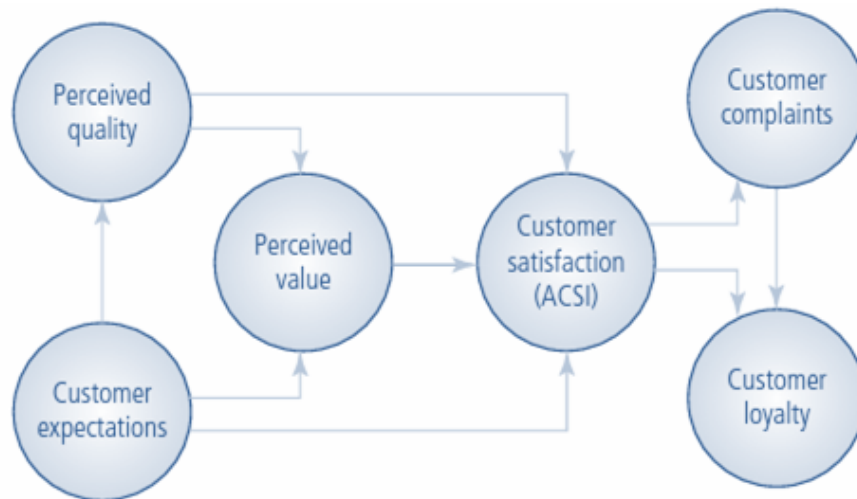 Perceived
quality
Customer
complaints
Perceived
value
Customer
satisfaction
(ACSI)
Customer
expectations
Customer
loyalty